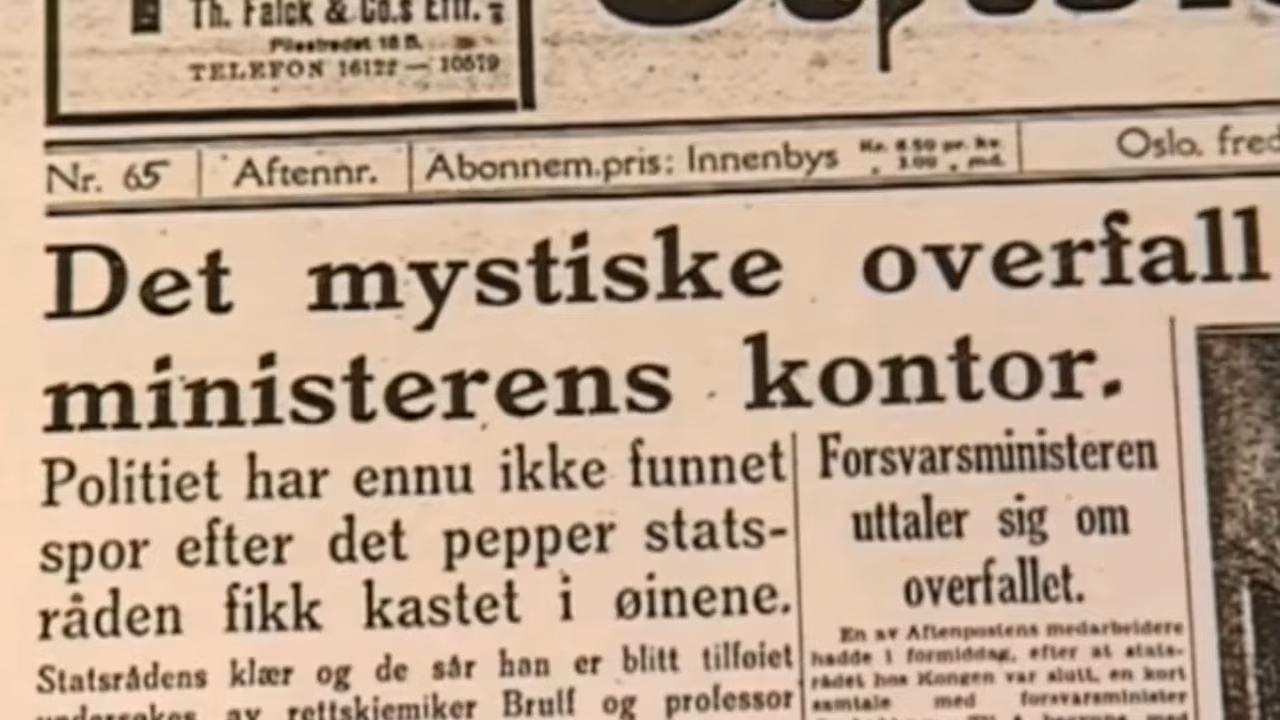 Th. Falck & Co.s Eftf.
Pilestredet 15 B.
TELEFON 16122 — 10579
Nr. 65
Aftennr.
Abonnem.pris: Innenbys
Oslo. fred
Det mystiske overfall
ministerens kontor.
Politiet har ennu ikke funnet
spor efter det pepper stats-
råden fikk kastet i øinene.
Statsrådens klær og de sår han er blitt tilføiet
undersøkes av rettskjemiker Bruff og professor
Forsvarsministeren
uttaler sig om
overfallet.
En av Aftenpostens medarbeidere
hadde i formiddag, efter at stats-
rådet hos Kongen var slutt, en kort
samtale med forsvarsminister